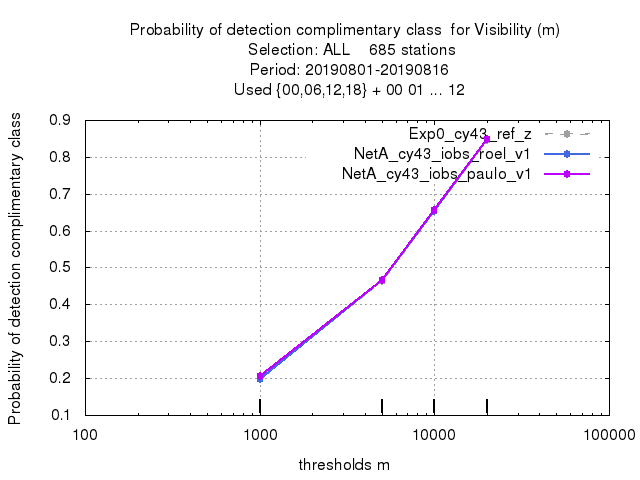 Probability of detection complimentary class  for Visibility (m)
Selection: ALL    685 stations
Period: 20190801-20190816
Used {00,06,12,18} + 00 01 ... 12
Probability of detection complimentary class
0.9
0.8
0.7
0.6
0.5
0.4
0.3
0.2
0.1
Exp0_cy43_ref_z
NetA_cy43_iobs_roel_v1
NetA_cy43_iobs_paulo_v1
100
1000
10000
100000
thresholds m